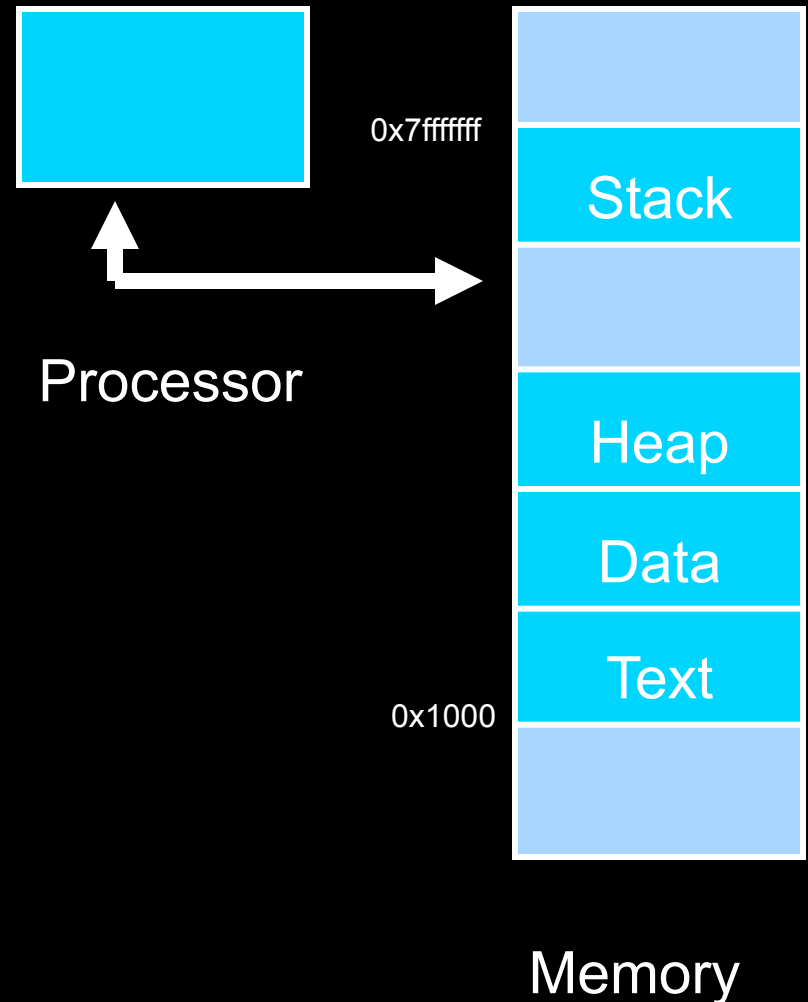 0x7fffffff
Stack
Processor
Heap
Data
Text
0x1000
Memory